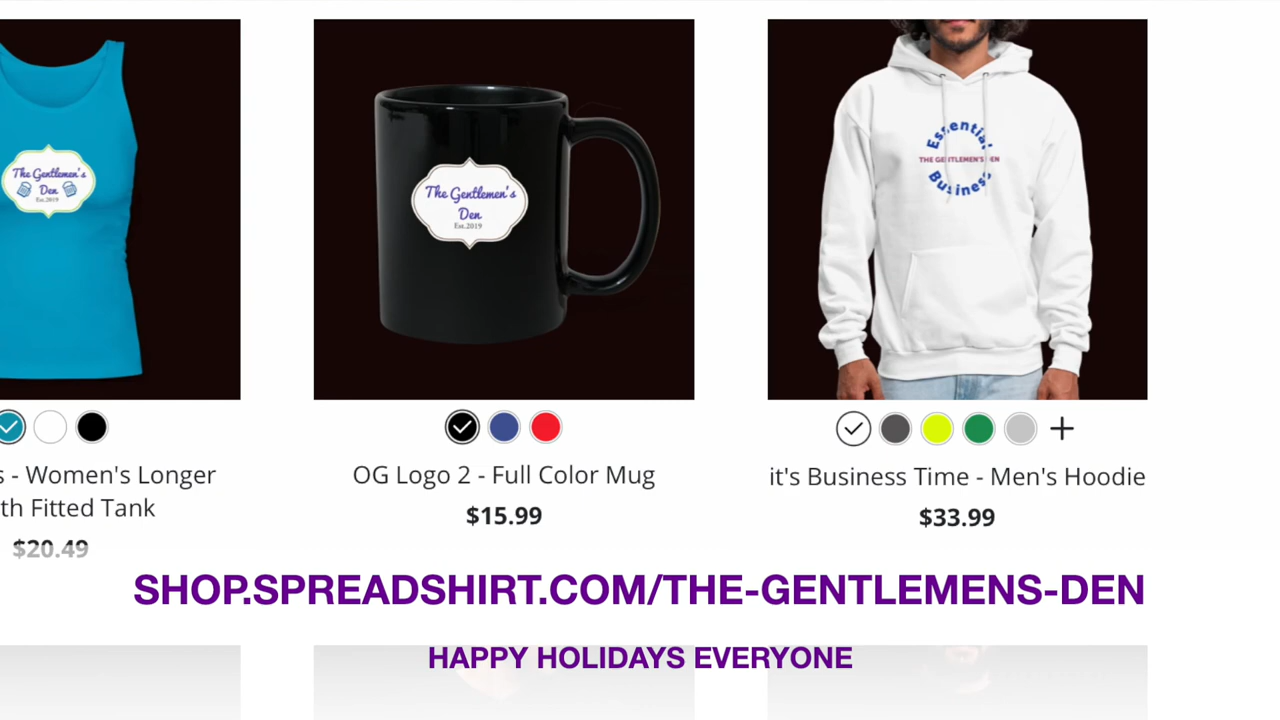 The Gentlemen's
Den
Est.2019
The Gentlemen's
Den
Est.2019
Essential
THE GENTLEMEN'S DEN
Business
s - Women's Longer
th Fitted Tank
$20.49
OG Logo 2 - Full Color Mug
$15.99
it's Business Time - Men's Hoodie
$33.99
SHOP.SPREADSHIRT.COM/THE-GENTLEMENS-DEN
HAPPY HOLIDAYS EVERYONE